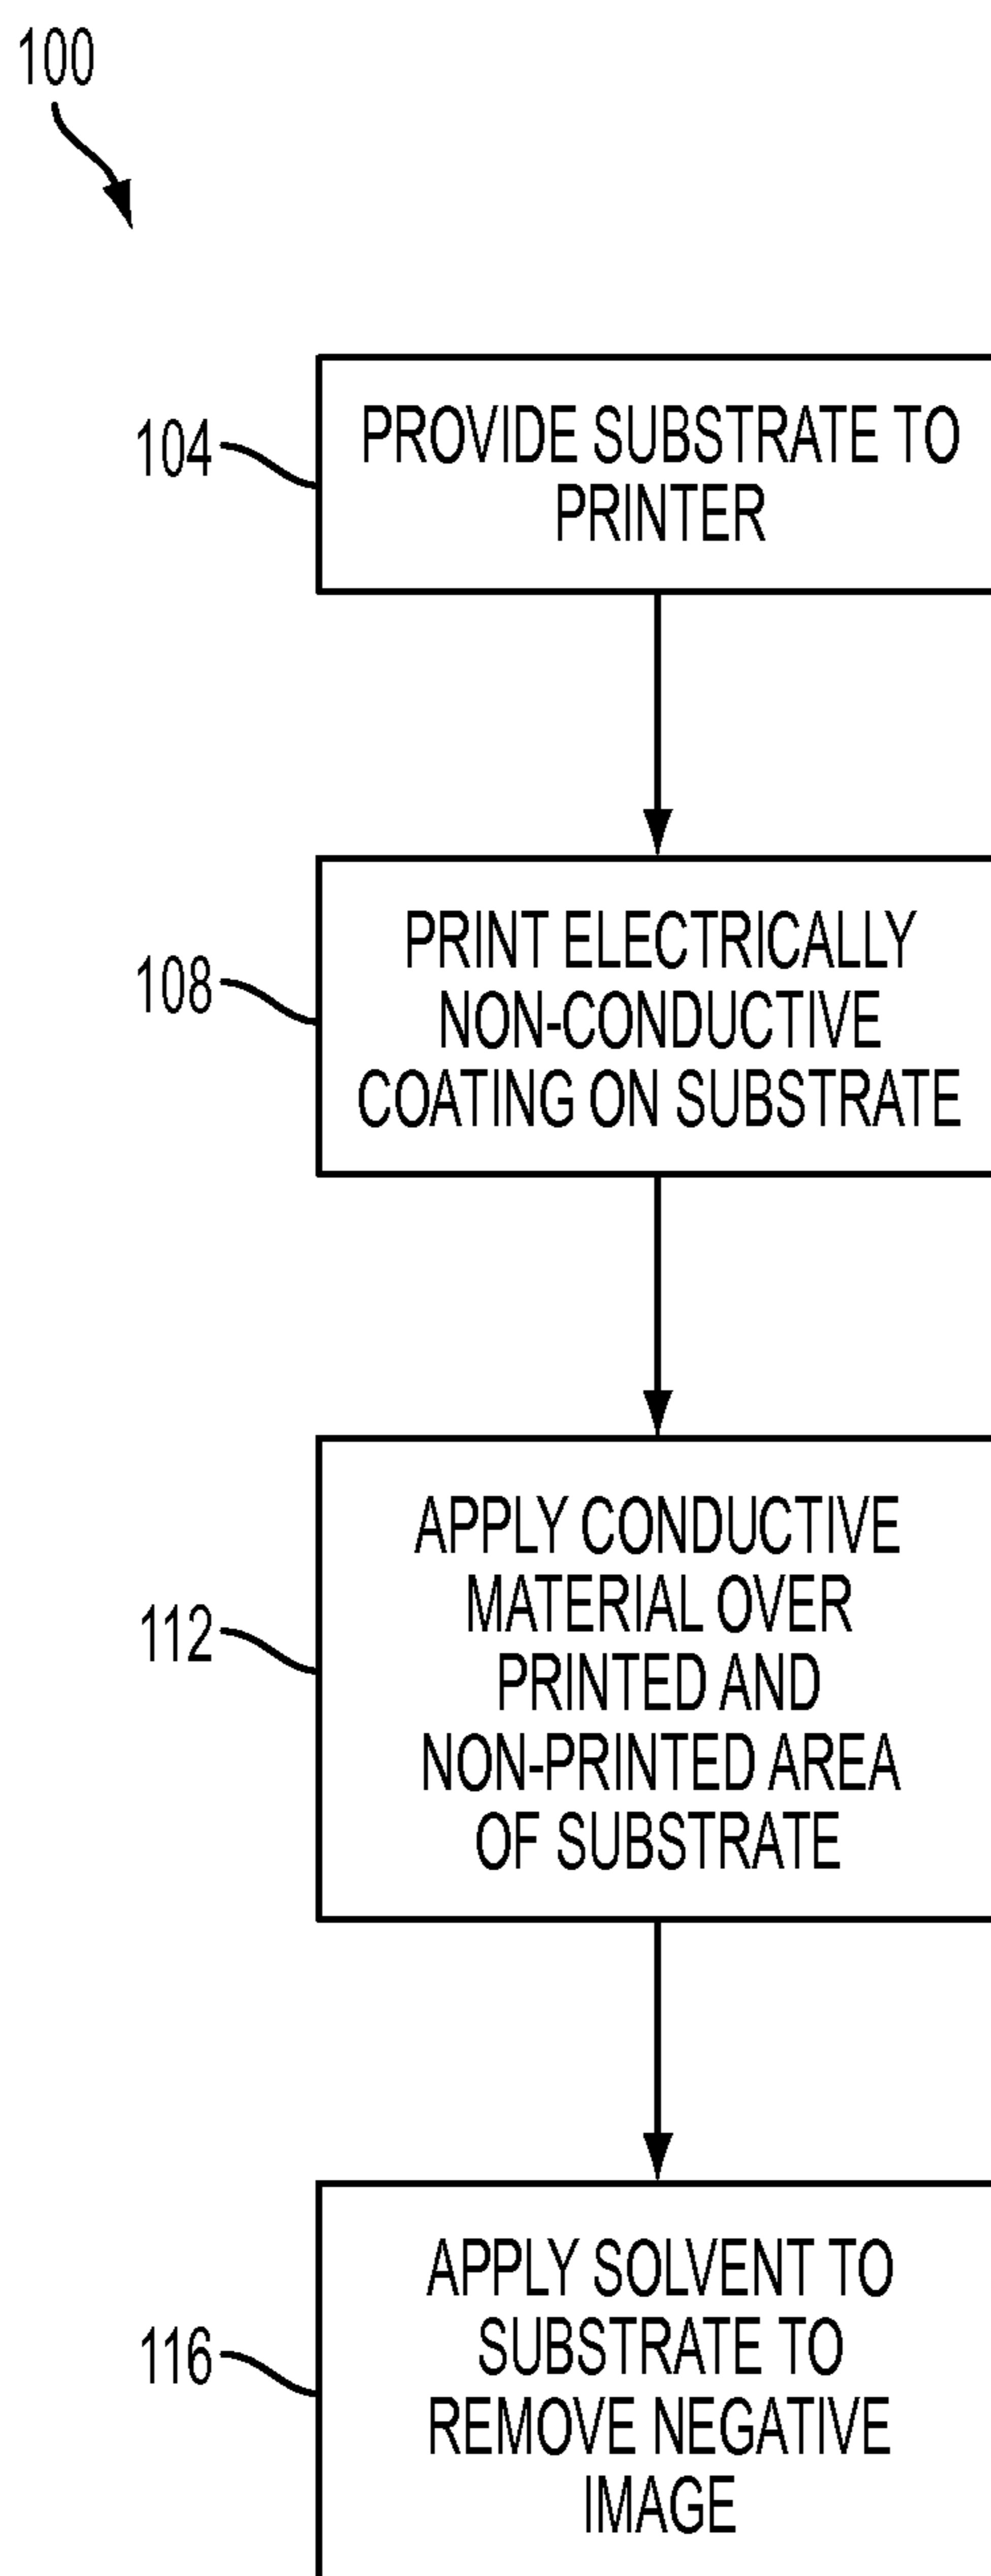 100
104
PROVIDE SUBSTRATE TO
PRINTER
108
PRINT ELECTRICALLY
NON-CONDUCTIVE
COATING ON SUBSTRATE
112
APPLY CONDUCTIVE
MATERIAL OVER
PRINTED AND
NON-PRINTED AREA
OF SUBSTRATE
116
APPLY SOLVENT TO
SUBSTRATE TO
REMOVE NEGATIVE
IMAGE